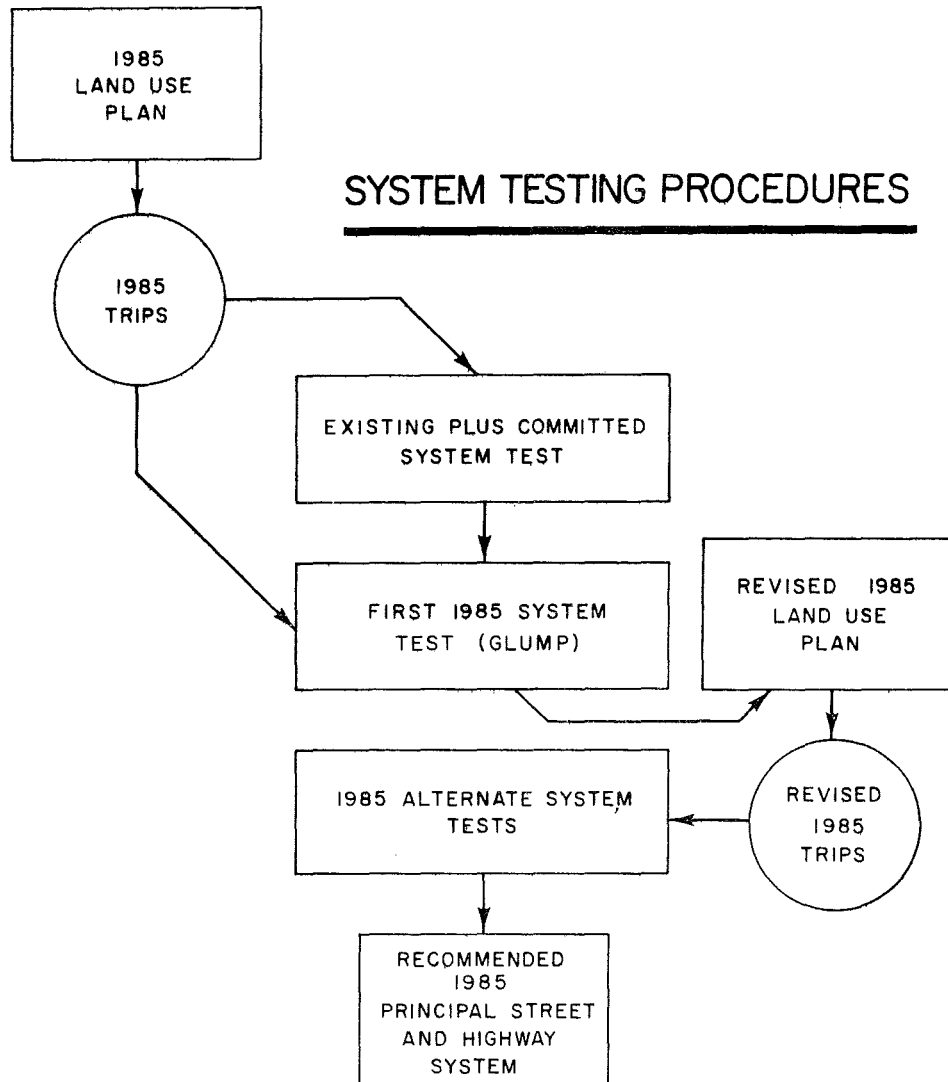 1985
LAND USE
PLAN
SYSTEM TESTING PROCEDURES
1985
TRIPS
EXISTING PLUS COMMITTED
SYSTEM TEST
FIRST 1985 SYSTEM
TEST (GLUMP)
REVISED 1985
LAND USE
PLAN
1985 ALTERNATE SYSTEM
TESTS
REVISED
1985
TRIPS
RECOMMENDED
1985
PRINCIPAL STREET
AND HIGHWAY
SYSTEM